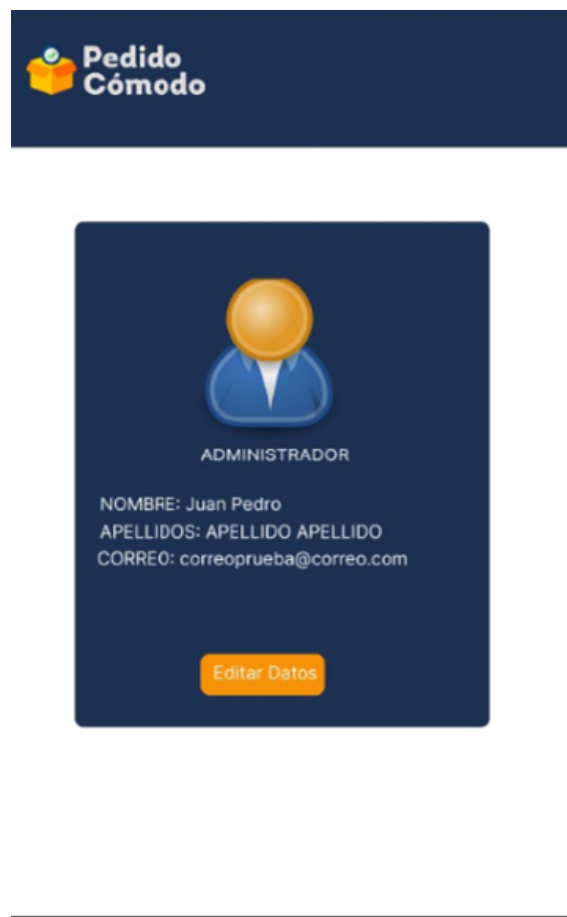 Pedido
Cómodo
ADMINISTRADOR
NOMBRE: Juan Pedro
APELLIDOS: APELLIDO APELLIDO
CORREO: correoprueba@correo.com
Editar Datos